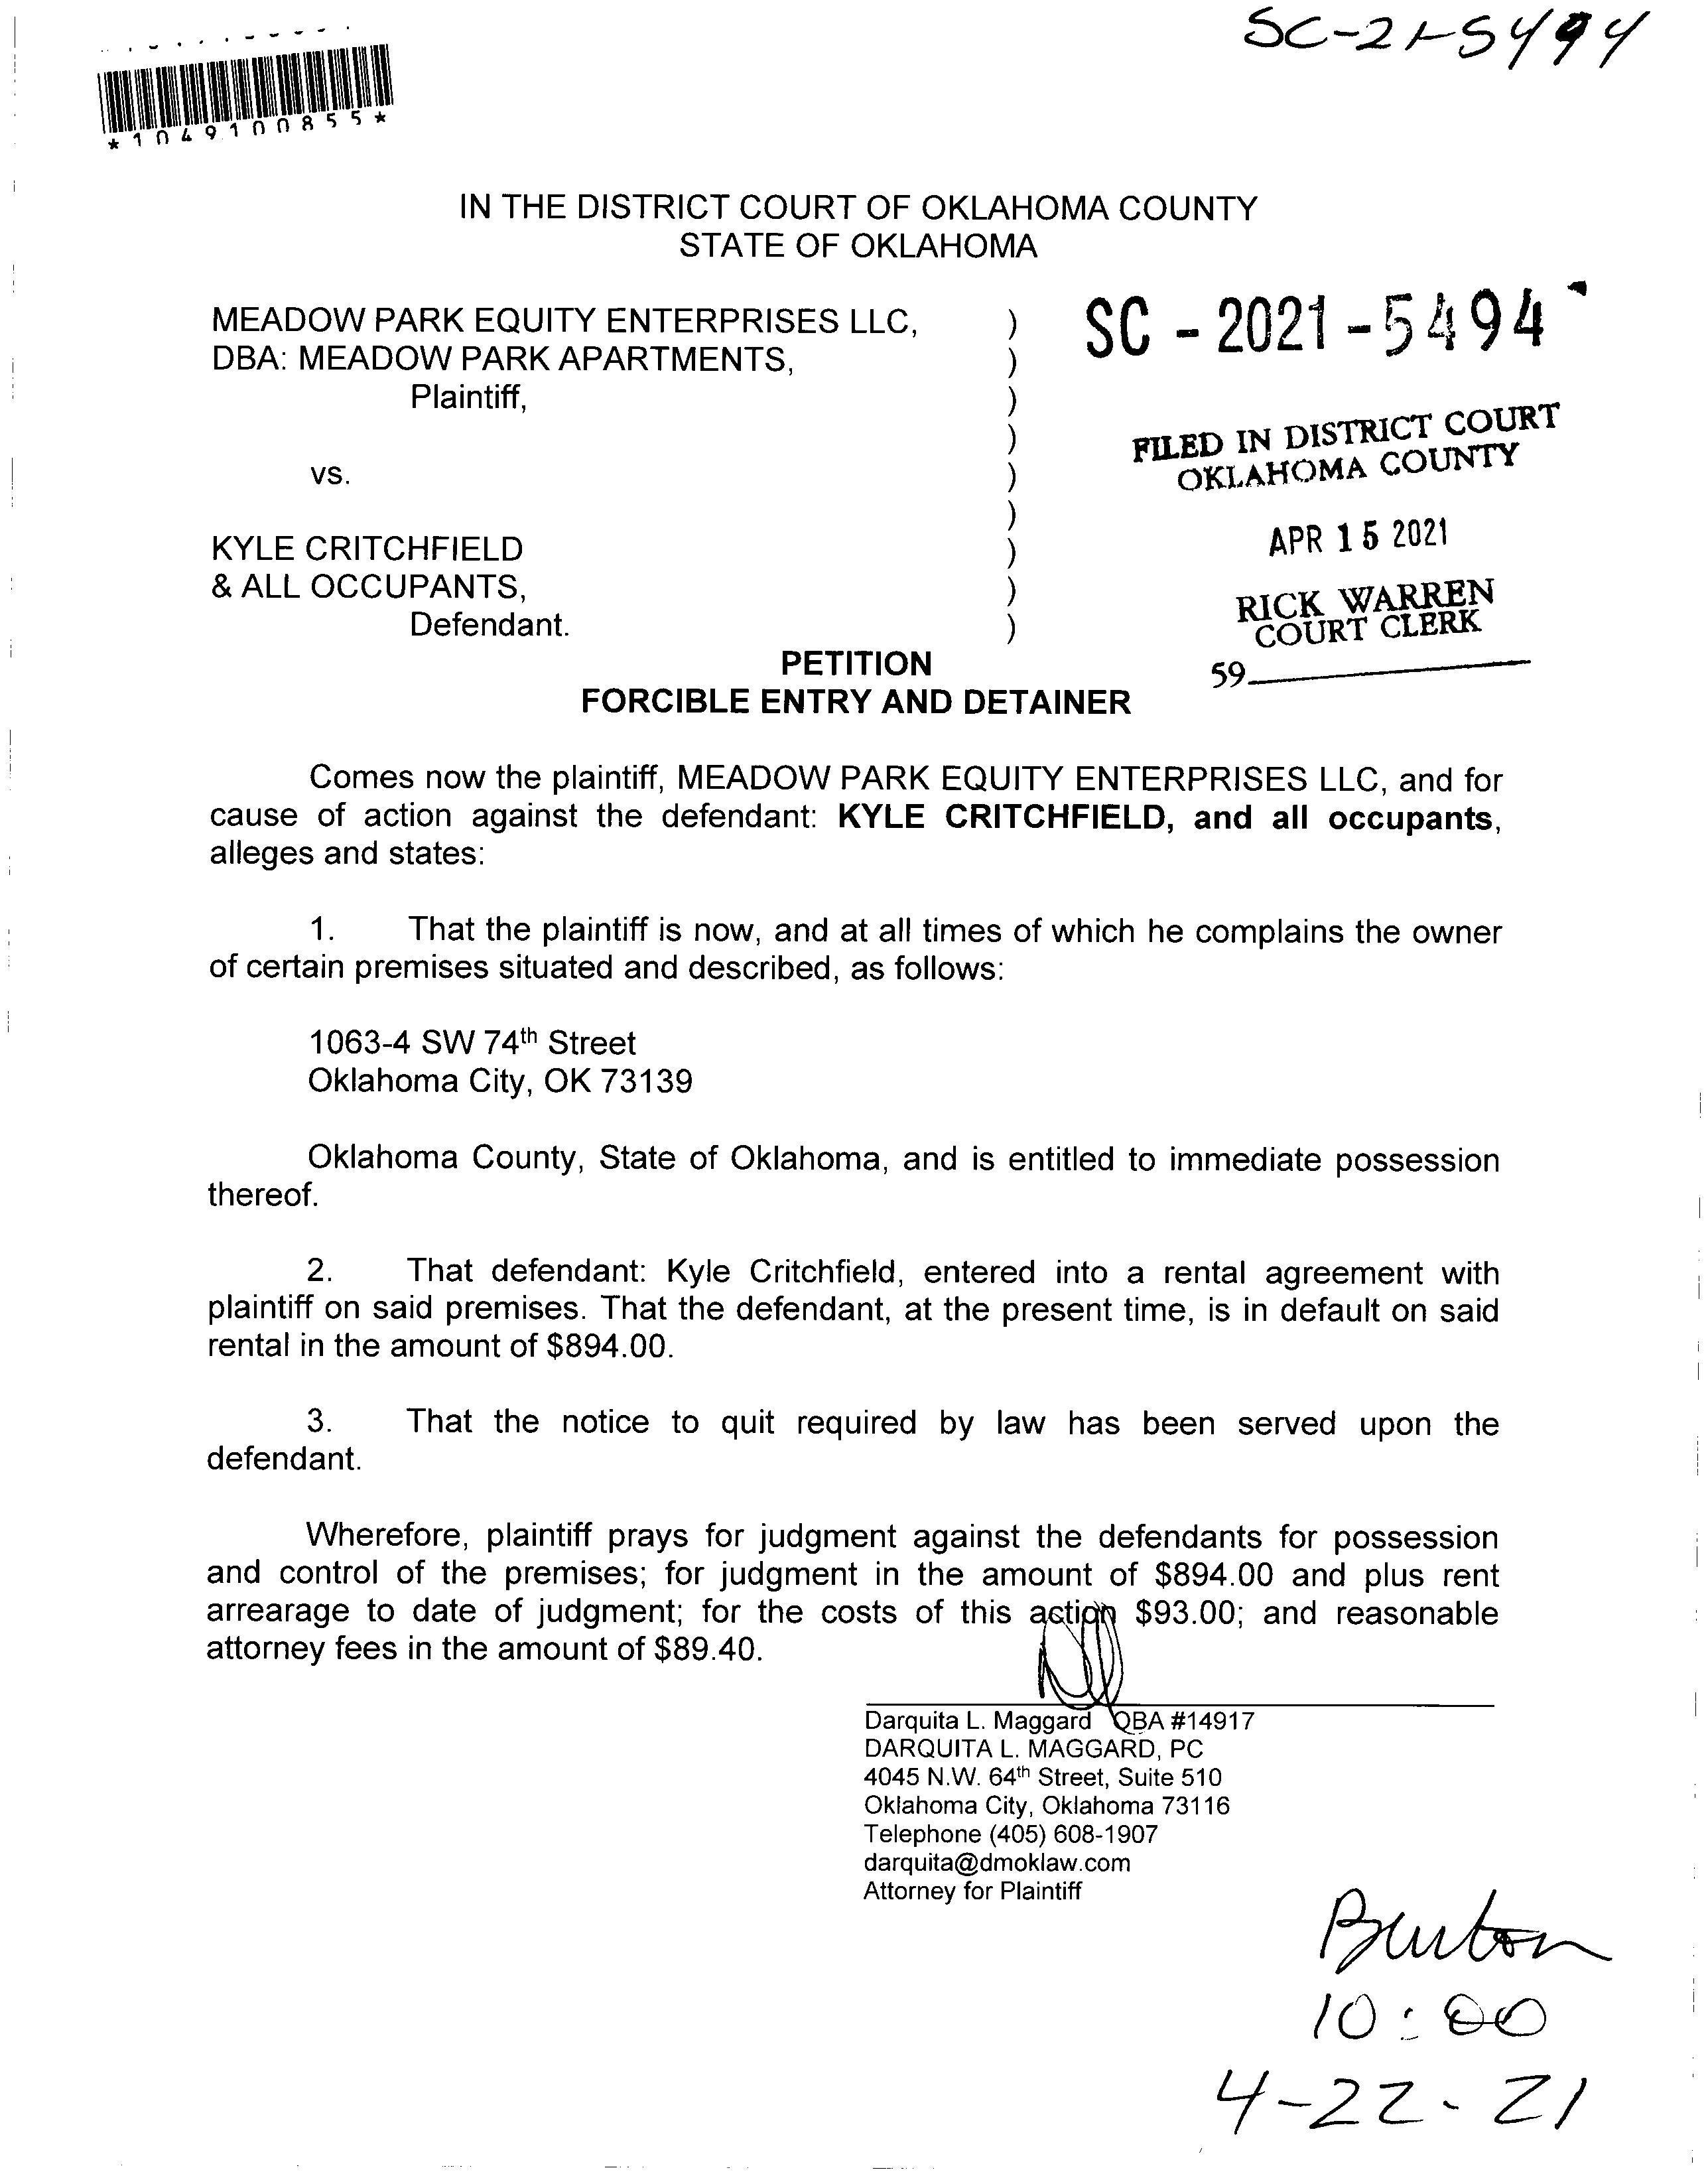 SC-21-5494
*1049100855*
IN THE DISTRICT COURT OF OKLAHOMA COUNTY
STATE OF OKLAHOMA
MEADOW PARK EQUITY ENTERPRISES LLC, ) SC - 2021 - 5494
DBA: MEADOW PARK APARTMENTS, )
Plaintiff, )
)
vs. )
)
KYLE CRITCHFIELD )
& ALL OCCUPANTS, )
Defendant. )
FILED IN DISTRICT COURT
OKLAHOMA COUNTY
APR 15 2021
RICK WARREN
COURT CLERK
59
PETITION
FORCIBLE ENTRY AND DETAINER
Comes now the plaintiff, MEADOW PARK EQUITY ENTERPRISES LLC, and for
cause of action against the defendant: KYLE CRITCHFIELD, and all occupants,
alleges and states:
1. That the plaintiff is now, and at all times of which he complains the owner
of certain premises situated and described, as follows:
1063-4 SW 74th Street
Oklahoma City, OK 73139
Oklahoma County, State of Oklahoma, and is entitled to immediate possession
thereof.
2. That defendant: Kyle Critchfield, entered into a rental agreement with
plaintiff on said premises. That the defendant, at the present time, is in default on said
rental in the amount of $894.00.
3. That the notice to quit required by law has been served upon the
defendant.
Wherefore, plaintiff prays for judgment against the defendants for possession
and control of the premises; for judgment in the amount of $894.00 and plus rent
arrearage to date of judgment; for the costs of this action $93.00; and reasonable
attorney fees in the amount of $89.40.
Darquita L. Maggard OBA #14917
DARQUITA L. MAGGARD, PC
4045 N.W. 64th Street, Suite 510
Oklahoma City, Oklahoma 73116
Telephone (405) 608-1907
darquita@dmoklaw.com
Attorney for Plaintiff
10:00
4-22-21